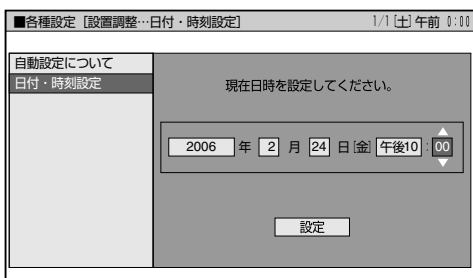 ■各種設定 [設置調整…日付・時刻設定] 1/1[土]午前 0:00
自動設定について
日付・時刻設定
現在日時を設定してください。
2006 年 2 月 24 日[金] 午後10 : 00
設定